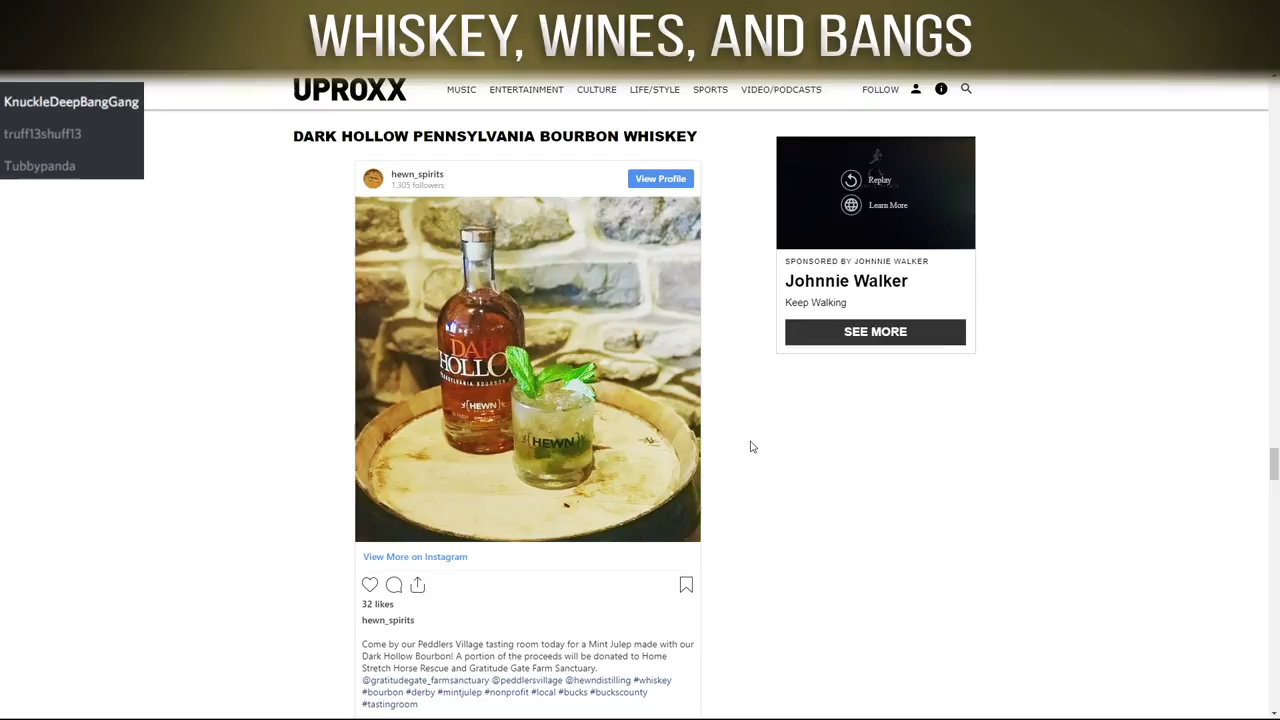 WHISKEY, WINES, AND BANGS
KnuckleDeepBangGang
truff13shuff13
Tubbypanda
UPROXX
MUSIC ENTERTAINMENT CULTURE LIFE/STYLE SPORTS VIDEO/PODCASTS FOLLOW
DARK HOLLOW PENNSYLVANIA BOURBON WHISKEY
hewn_spirits
1,305 followers
View Profile
DAR
HOLLO
PENNSYLVANIA BOURBON
{HEWN}
{HEWN}
View More on Instagram
32 likes
hewn_spirits
Come by our Peddlers Village tasting room today for a Mint Julep made with our
Dark Hollow Bourbon! A portion of the proceeds will be donated to Home
Stretch Horse Rescue and Gratitude Gate Farm Sanctuary.
@gratitudegate_farmsanctuary @peddlersvillage @hewndistilling #whiskey
#bourbon #derby #mintjulep #nonprofit #local #bucks #buckscounty
#tastingroom
Replay
Learn More
SPONSORED BY JOHNNIE WALKER
Johnnie Walker
Keep Walking
SEE MORE